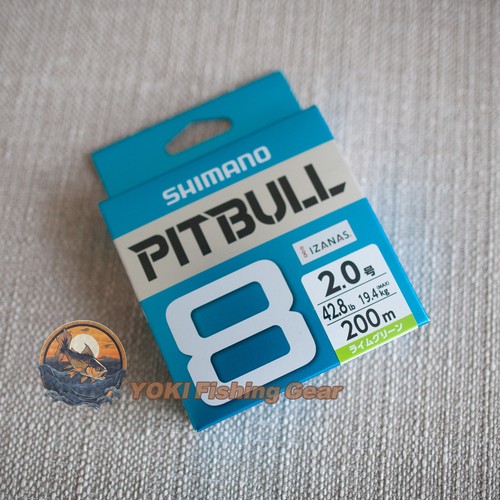 SHIMANO
PITBULL
8
IZANAS
2.0号
42.8lb 19.4kg (MAX)
200m
ライムグリーン
YOKI Fishing Gear